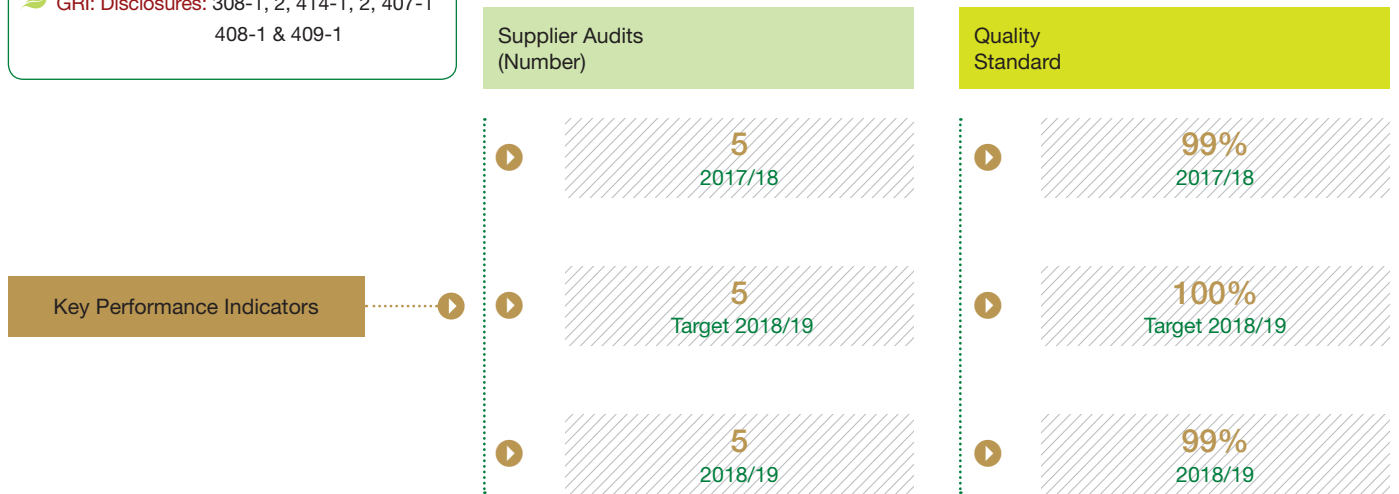 GRI: Disclosures: 308-1, 2, 414-1, 2, 407-1
408-1 & 409-1
Supplier Audits
(Number)
Quality
Standard
5
2017/18
99%
2017/18
Key Performance Indicators
5
Target 2018/19
100%
Target 2018/19
5
2018/19
99%
2018/19